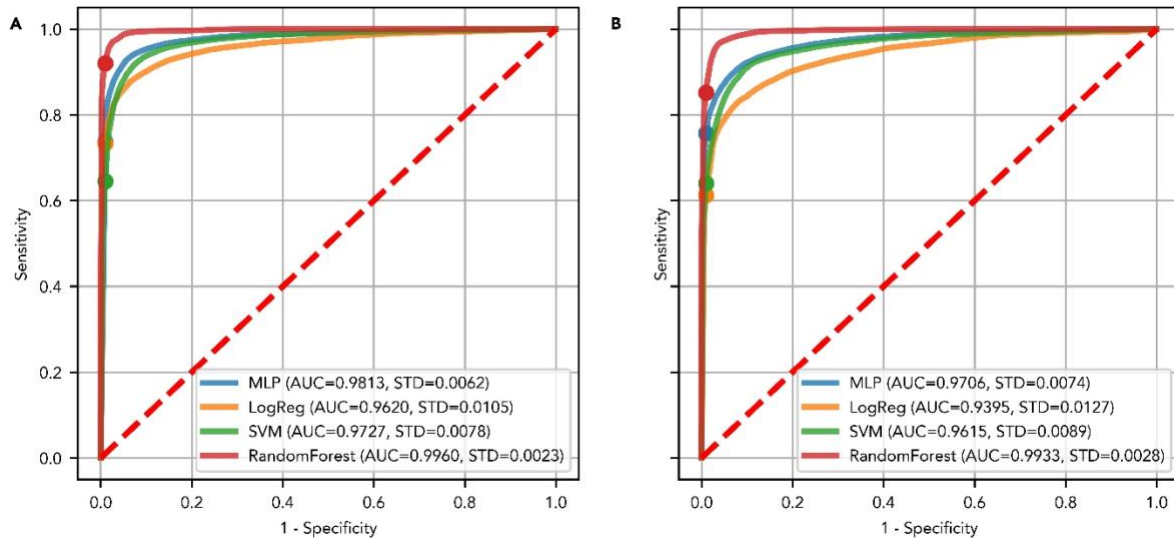 A
1.0
0.8
0.6
0.4
0.2
0.0
Sensitivity
MLP (AUC=0.9813, STD=0.0062)
LogReg (AUC=0.9620, STD=0.0105)
SVM (AUC=0.9727, STD=0.0078)
RandomForest (AUC=0.9960, STD=0.0023)
0.0 0.2 0.4 0.6 0.8 1.0
1 - Specificity
B
Sensitivity
MLP (AUC=0.9706, STD=0.0074)
LogReg (AUC=0.9395, STD=0.0127)
SVM (AUC=0.9615, STD=0.0089)
RandomForest (AUC=0.9933, STD=0.0028)
0.0 0.2 0.4 0.6 0.8 1.0
1 - Specificity